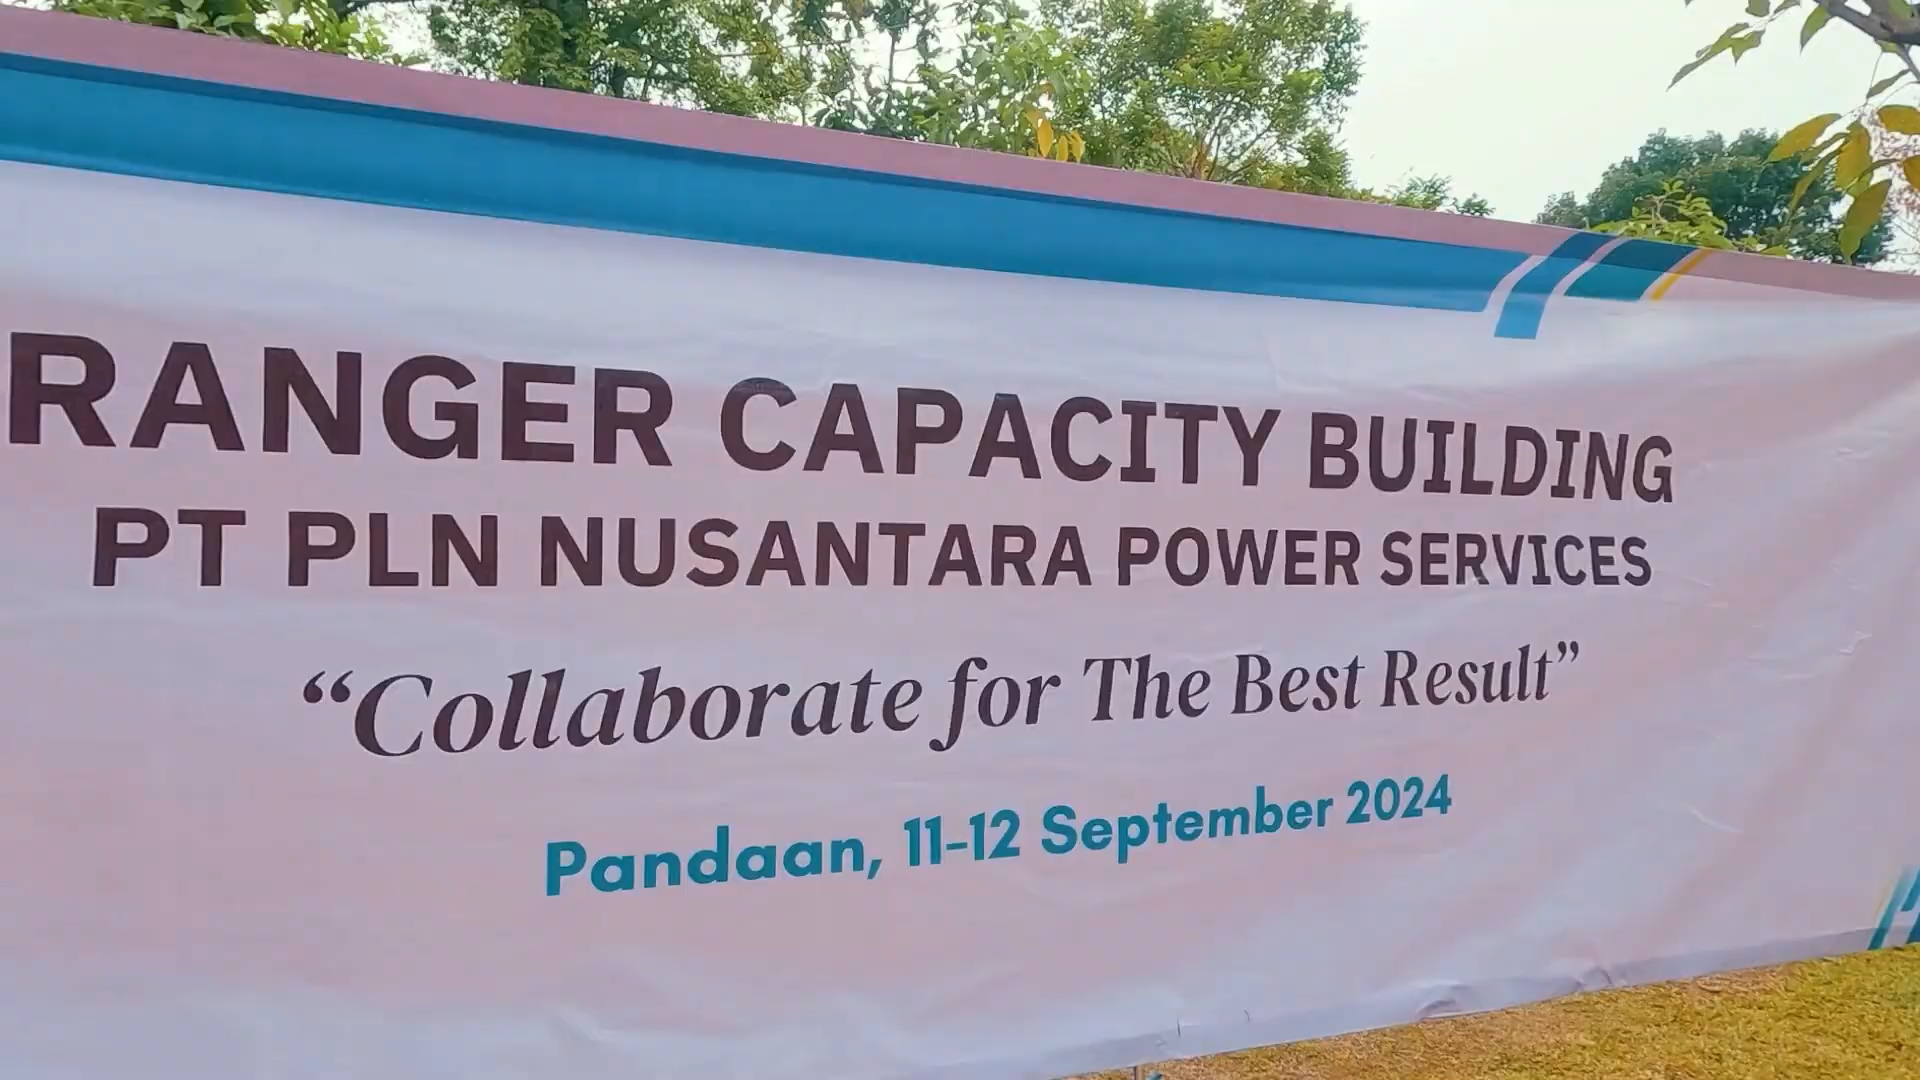 RANGER CAPACITY BUILDING
PT PLN NUSANTARA POWER SERVICES
“Collaborate for The Best Result”
Pandaan, 11-12 September 2024